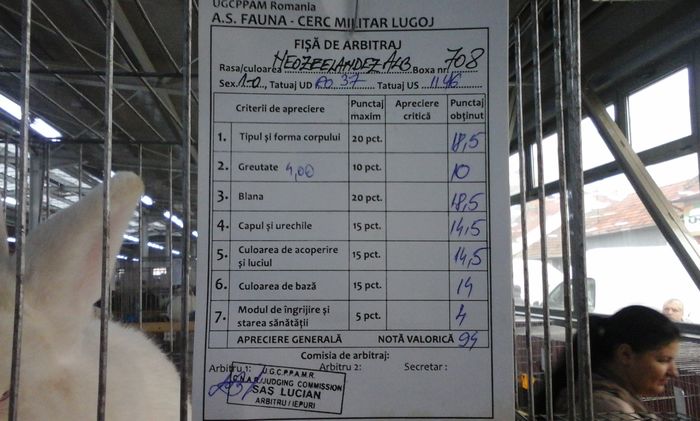 UGCPPAM Romania
A.S. FAUNA - CERC MILITAR LUGOJ
FIȘĂ DE ARBITRAJ
Rasa/culoarea NEOZEELANDEZ ALB Boxa nr. 708
Sex 1-0, Tatuaj UD RO 37 Tatuaj US 1146
Criterii de apreciere Punctaj maxim Apreciere critică Punctaj obținut
1. Tipul și forma corpului 20 pct. 18,5
2. Greutate 4,00 10 pct. 10
3. Blana 20 pct. 18,5
4. Capul și urechile 15 pct. 14,5
5. Culoarea de acoperire și luciul 15 pct. 14,5
6. Culoarea de bază 15 pct. 14
7. Modul de îngrijire și starea sănătății 5 pct. 4
APRECIERE GENERALĂ NOTĂ VALORICĂ 94
Comisia de arbitraj:
Arbitru 1: Arbitru 2: Secretar :
U.G.C.P.P.A.M.R.
JUDGING COMMISSION
SAS LUCIAN
ARBITRU / IEPURI